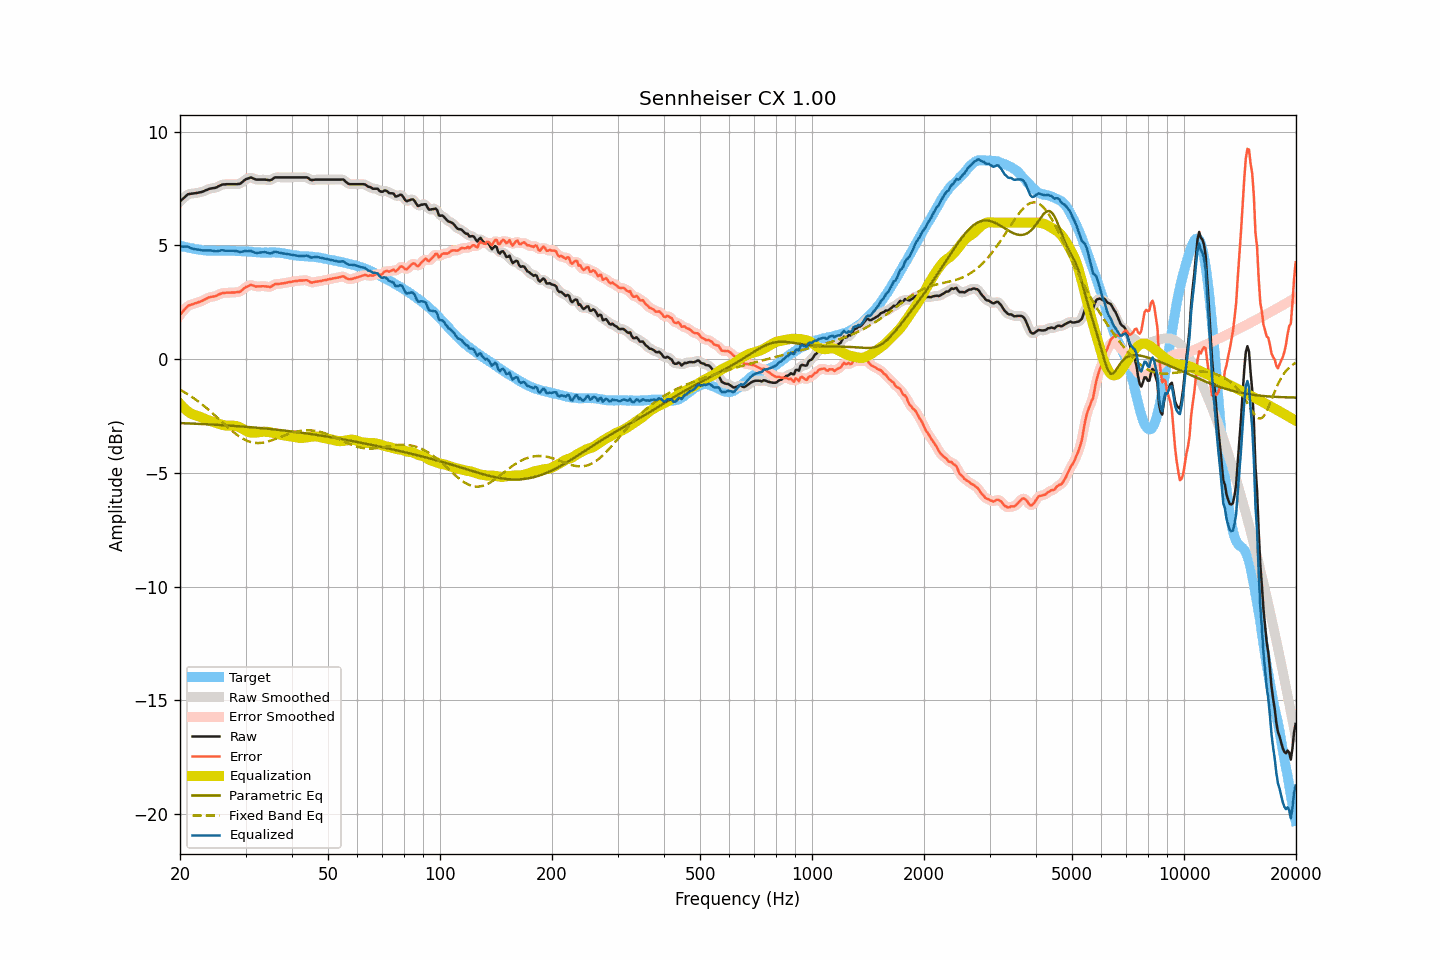 Sennheiser CX 1.00
Amplitude (dBr)
10
5
0
−5
−10
−15
−20
Target
Raw Smoothed
Error Smoothed
Raw
Error
Equalization
Parametric Eq
Fixed Band Eq
Equalized
20 50 100 200 500 1000 2000 5000 10000 20000
Frequency (Hz)